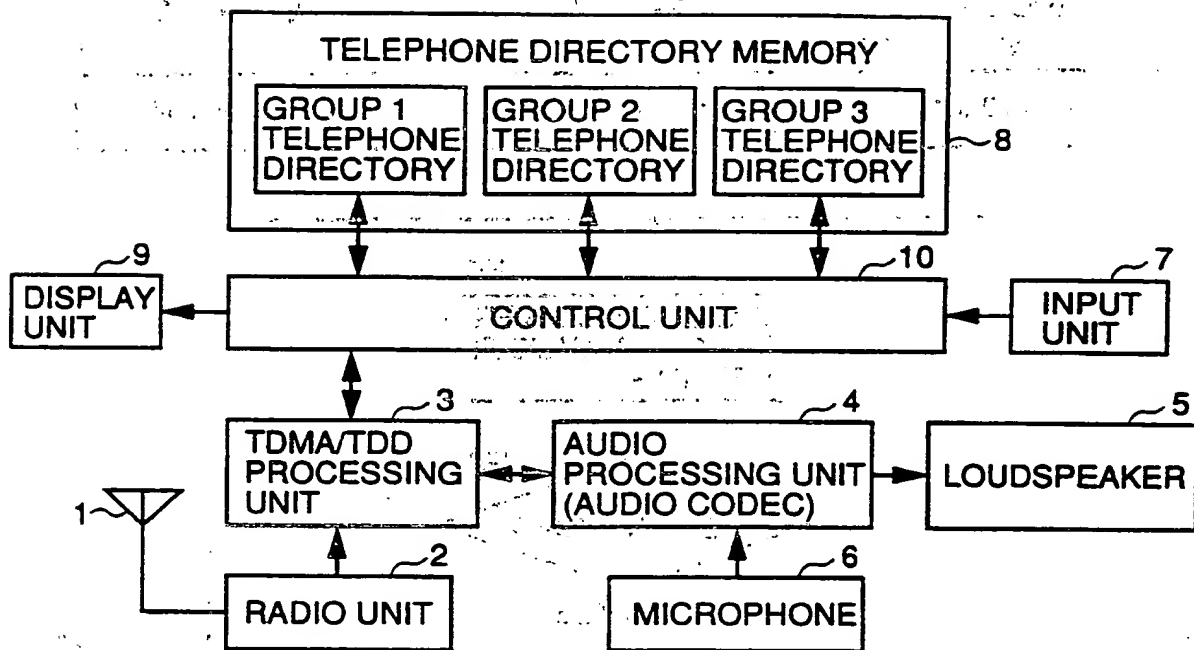 TELEPHONE DIRECTORY MEMORY
GROUP 1
TELEPHONE
DIRECTORY
GROUP 2
TELEPHONE
DIRECTORY
GROUP 3
TELEPHONE
DIRECTORY
8
9
DISPLAY
UNIT
10
CONTROL UNIT
7
INPUT
UNIT
3
TDMA/TDD
PROCESSING
UNIT
4
AUDIO
PROCESSING UNIT
(AUDIO CODEC)
5
LOUDSPEAKER
1
2
RADIO UNIT
6
MICROPHONE